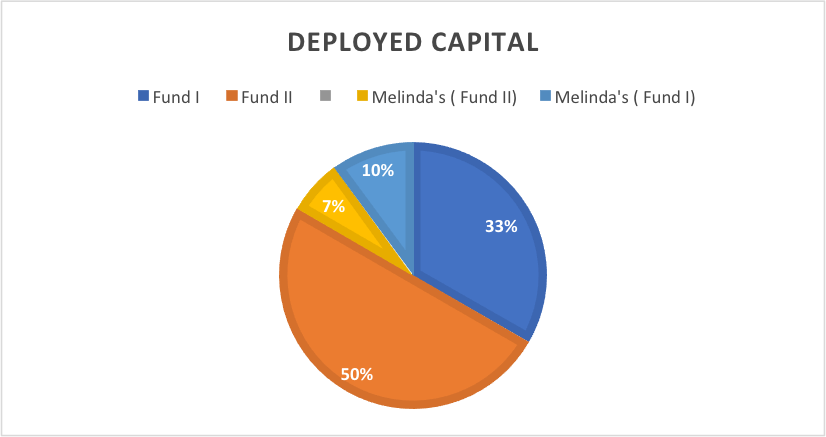 DEPLOYED CAPITAL
Fund I Fund II Melinda's ( Fund II) Melinda's ( Fund I)
10%
7%
33%
50%